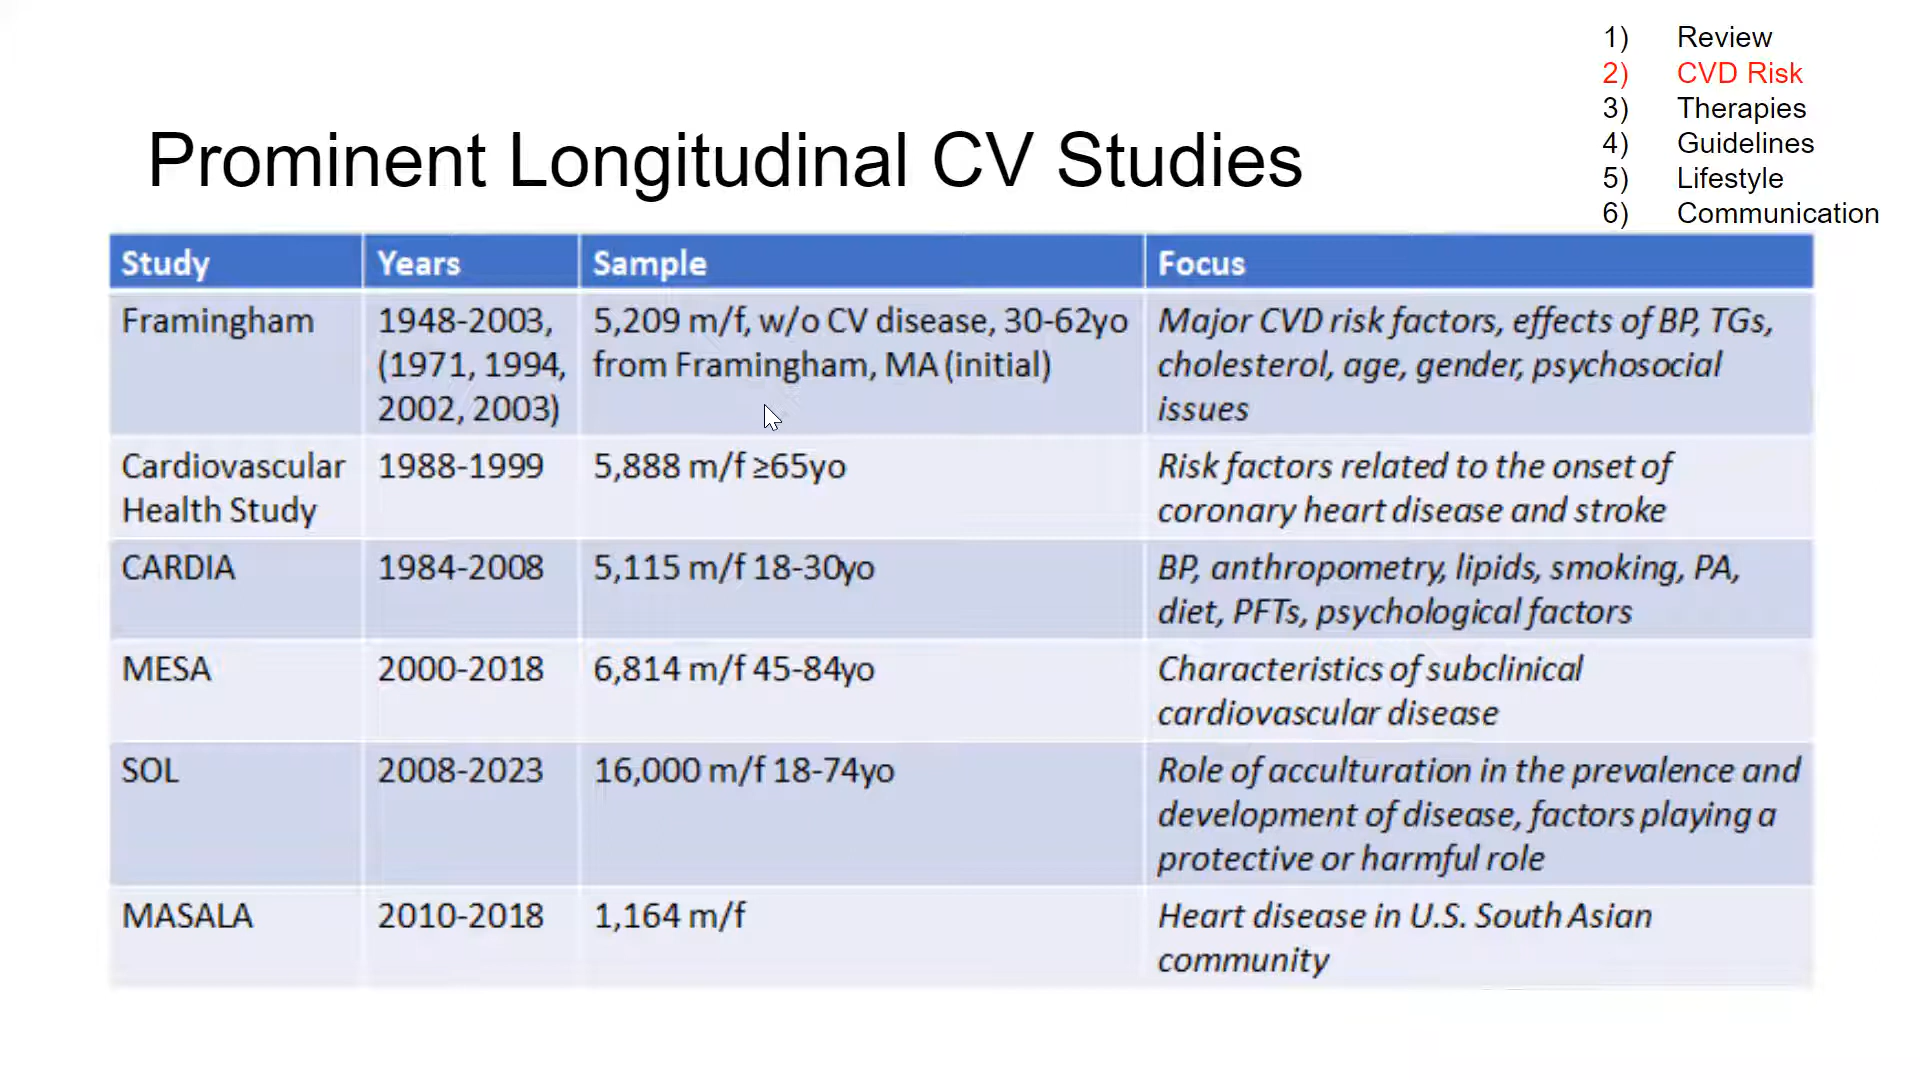 1) Review
2) CVD Risk
3) Therapies
4) Guidelines
5) Lifestyle
6) Communication
Prominent Longitudinal CV Studies
Study Years Sample Focus
Framingham 1948-2003, 5,209 m/f, w/o CV disease, 30-62yo Major CVD risk factors, effects of BP, TGs,
(1971, 1994, from Framingham, MA (initial) cholesterol, age, gender, psychosocial
2002, 2003) issues
Cardiovascular 1988-1999 5,888 m/f ≥65yo Risk factors related to the onset of
Health Study coronary heart disease and stroke
CARDIA 1984-2008 5,115 m/f 18-30yo BP, anthropometry, lipids, smoking, PA,
diet, PFTs, psychological factors
MESA 2000-2018 6,814 m/f 45-84yo Characteristics of subclinical
cardiovascular disease
SOL 2008-2023 16,000 m/f 18-74yo Role of acculturation in the prevalence and
development of disease, factors playing a
protective or harmful role
MASALA 2010-2018 1,164 m/f Heart disease in U.S. South Asian
community